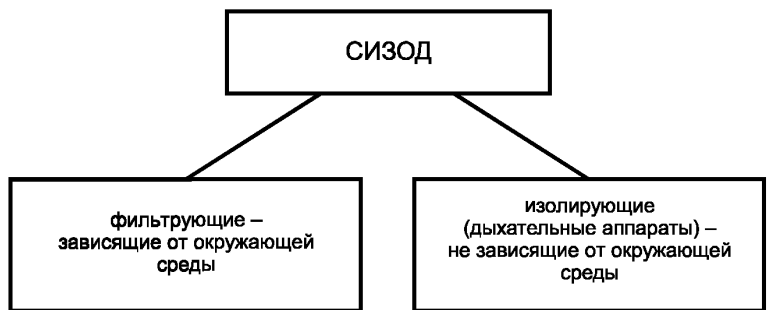 СИЗОД
фильтрующие –
зависящие от окружающей
среды
изолирующие
(дыхательные аппараты) –
не зависящие от окружающей
среды